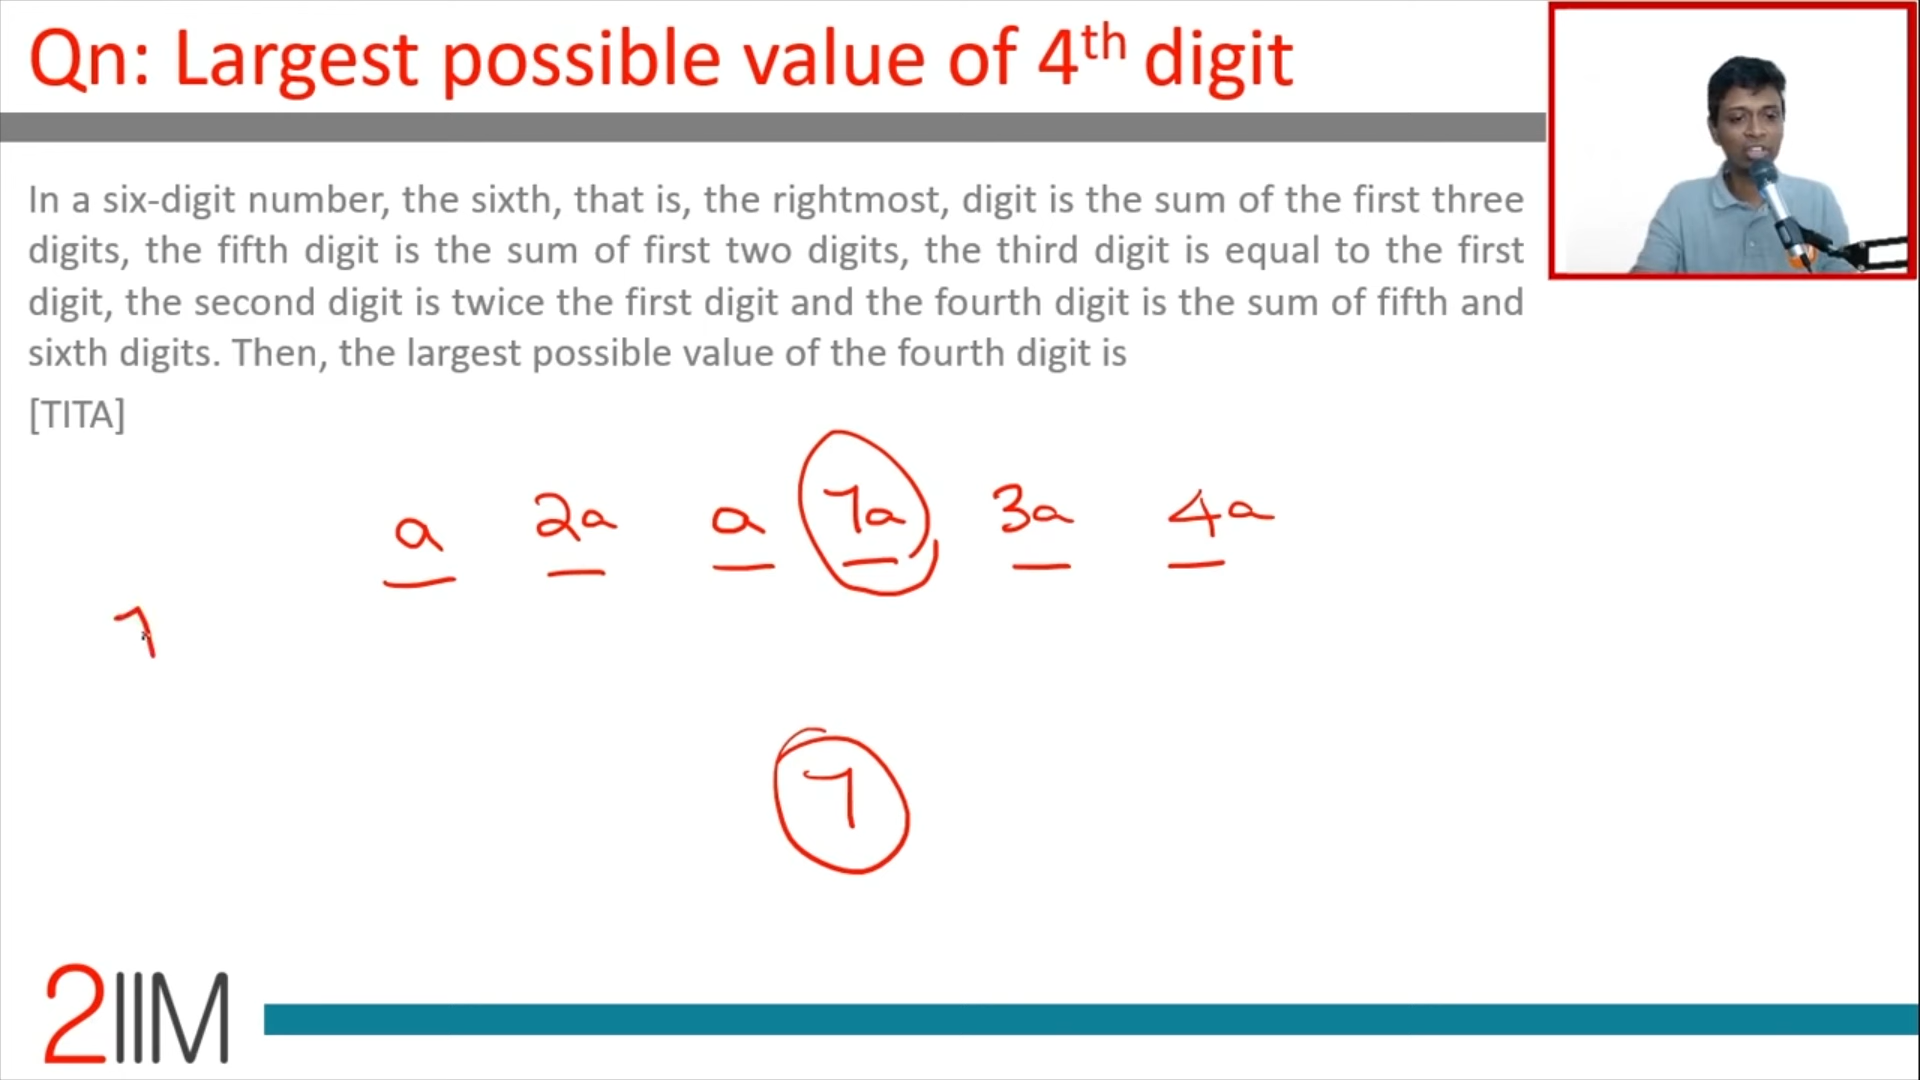 Qn: Largest possible value of 4th digit
In a six-digit number, the sixth, that is, the rightmost, digit is the sum of the first three
digits, the fifth digit is the sum of first two digits, the third digit is equal to the first
digit, the second digit is twice the first digit and the fourth digit is the sum of fifth and
sixth digits. Then, the largest possible value of the fourth digit is
[TITA]
a 2a a 7a 3a 4a
7
7
2IIM